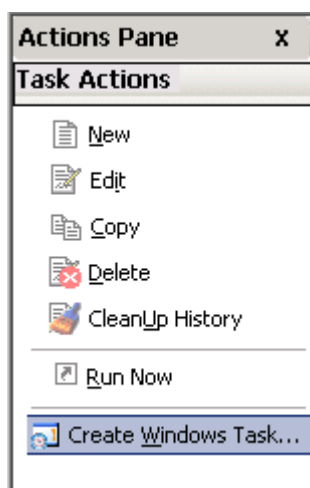 Actions Pane x
Task Actions
New
Edit
Copy
Delete
CleanUp History
Run Now
Create Windows Task...